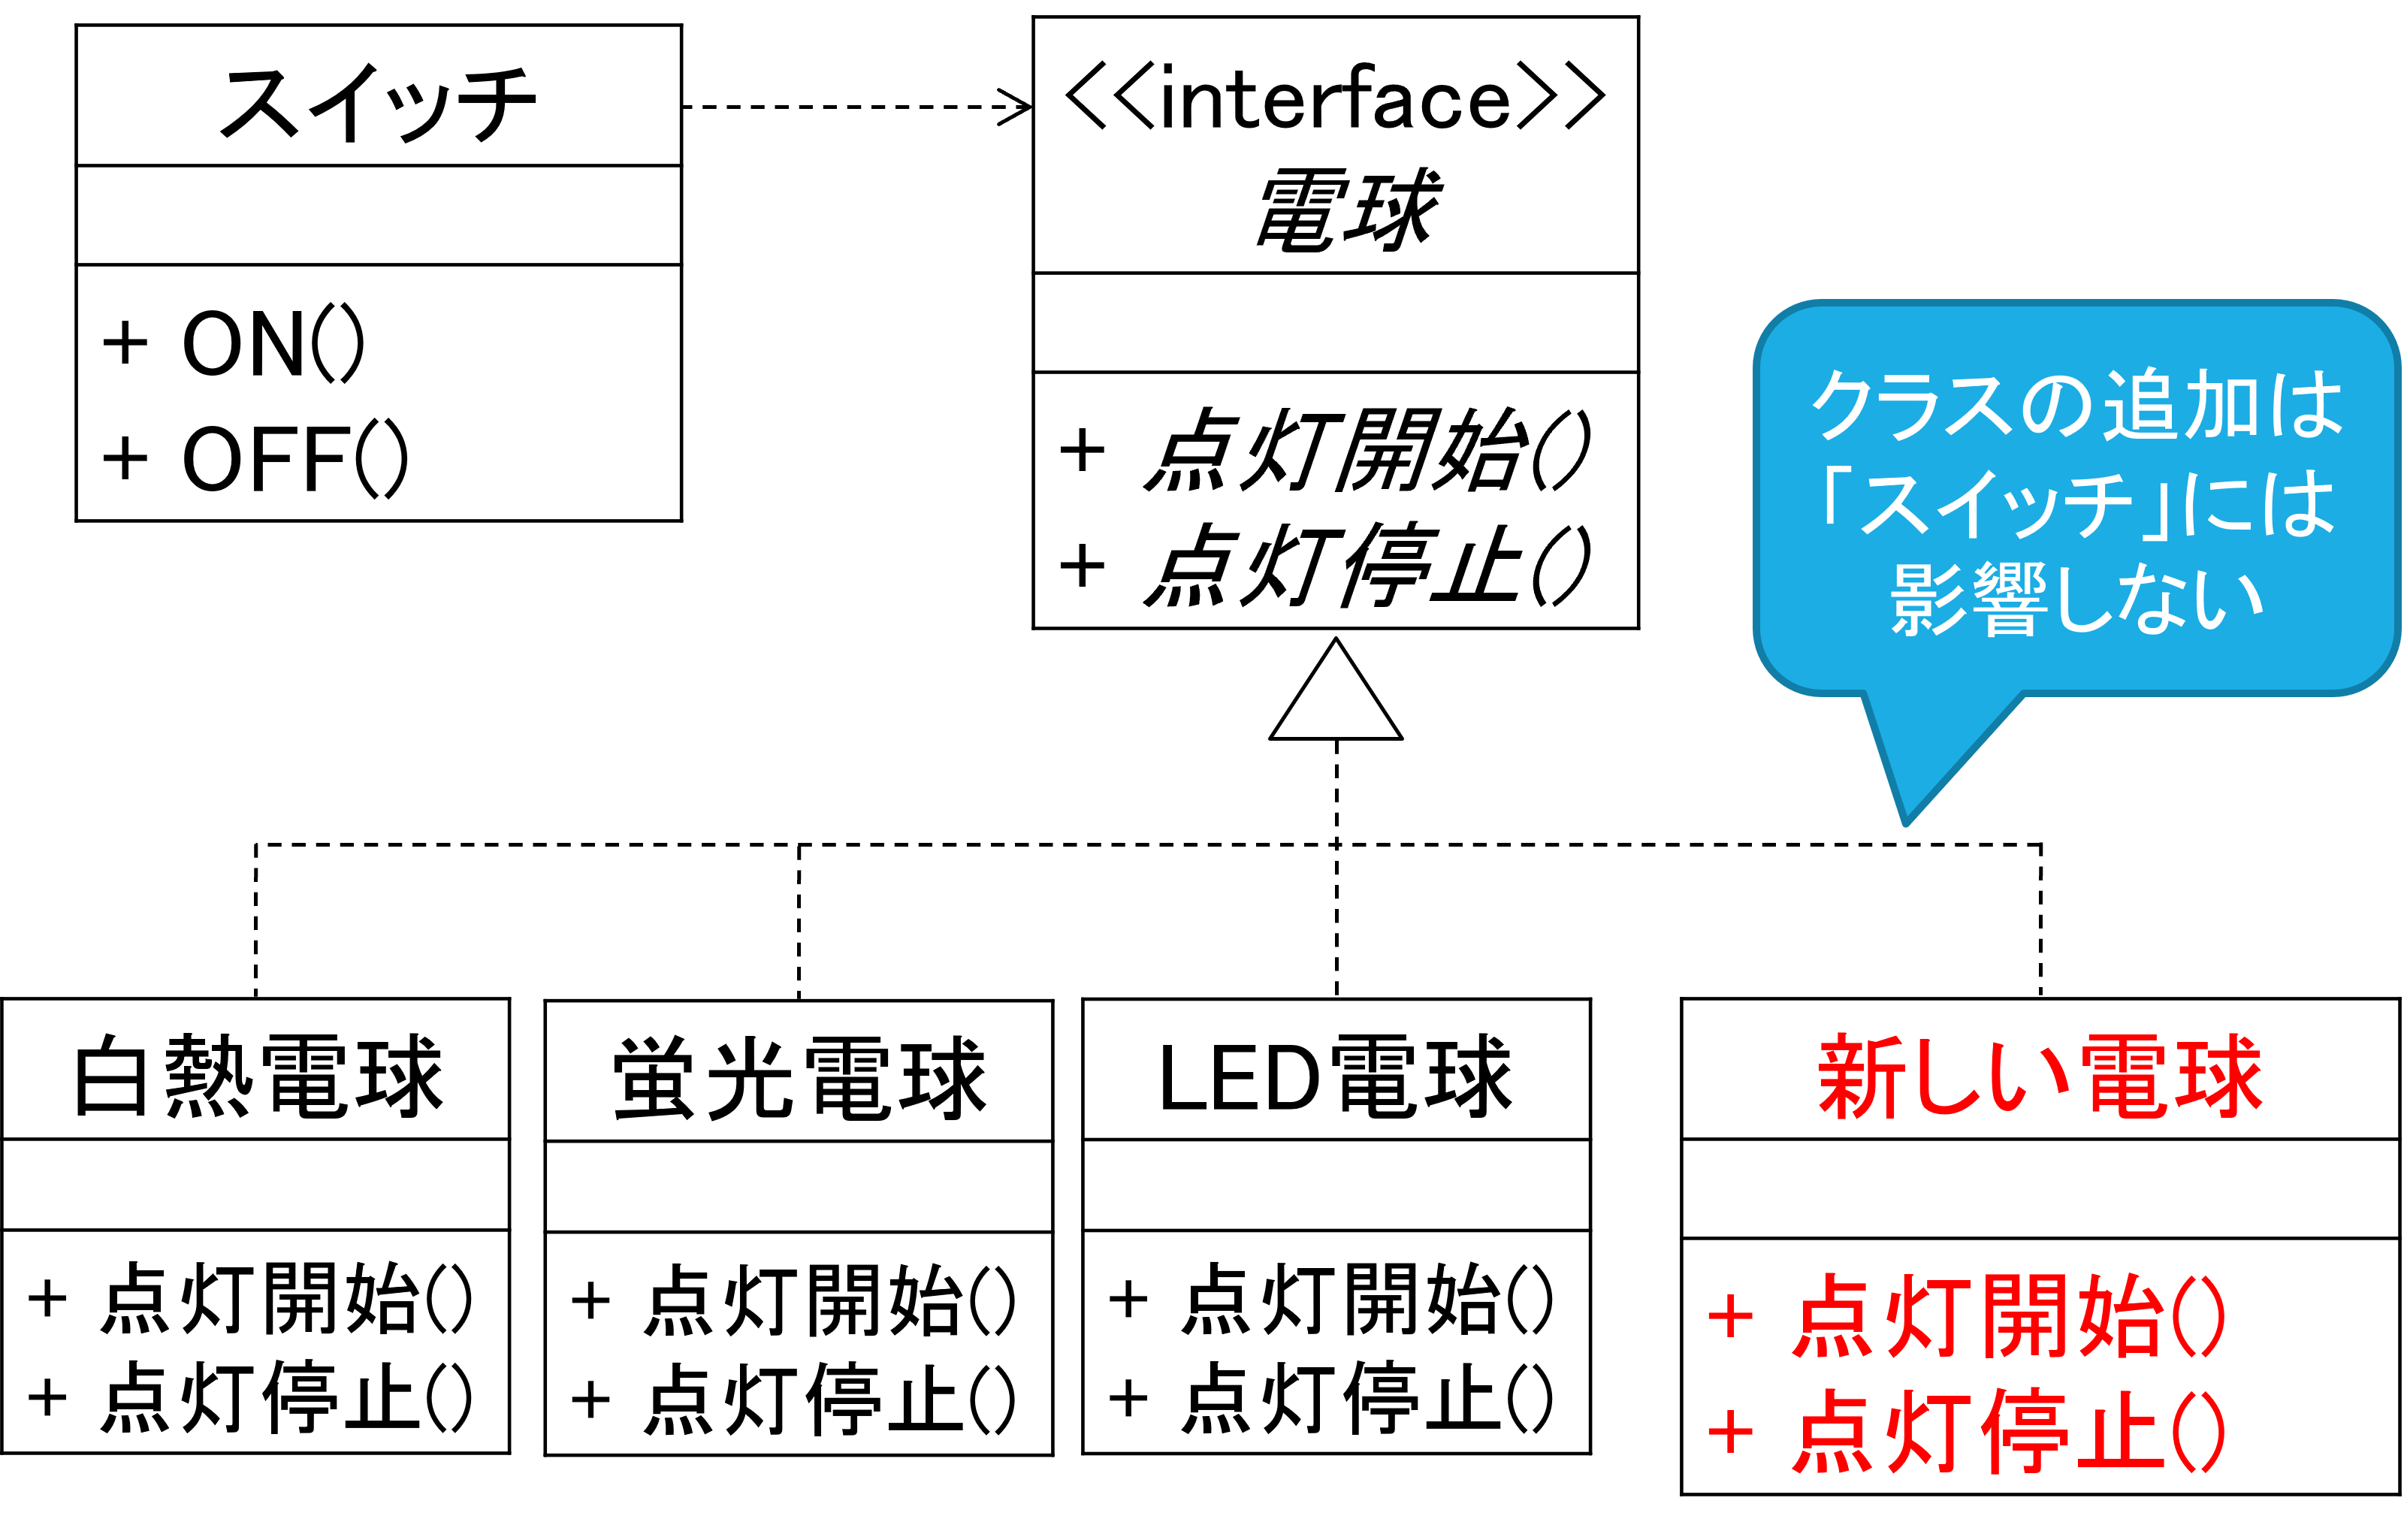 スイッチ
+ ON()
+ OFF()
<<interface>>
電球
+ 点灯開始()
+ 点灯停止()
クラスの追加は
「スイッチ」には
影響しない
白熱電球
+ 点灯開始()
+ 点灯停止()
蛍光電球
+ 点灯開始()
+ 点灯停止()
LED電球
+ 点灯開始()
+ 点灯停止()
新しい電球
+ 点灯開始()
+ 点灯停止()